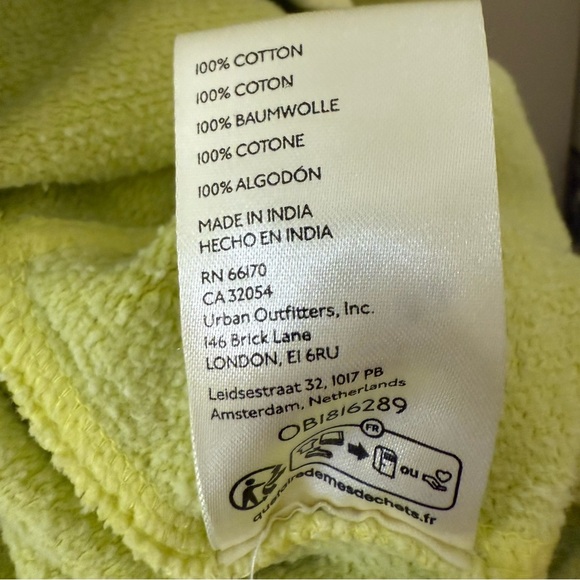 100% COTTON
100% COTON
100% BAUMWOLLE
100% COTONE
100% ALGODÓN
MADE IN INDIA
HECHO EN INDIA
RN 66170
CA 32054
Urban Outfitters, Inc.
146 Brick Lane
LONDON, E1 6RU
Leidsestraat 32, 1017 PB
Amsterdam, Netherlands
OB1816289
FR
ou
quefairedemesdechets.fr